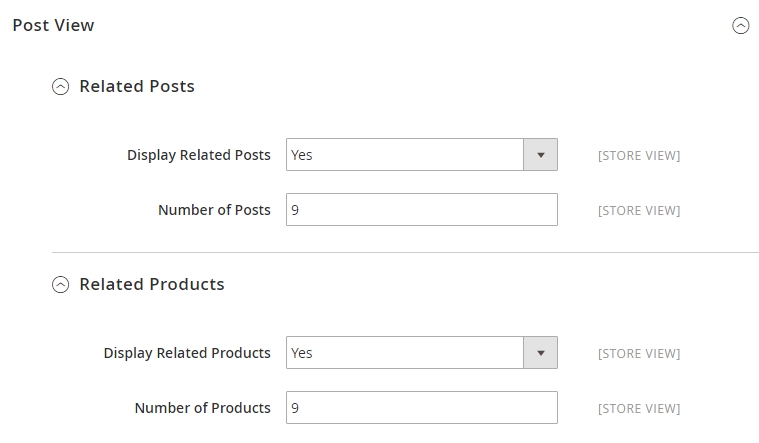 Post View
Related Posts
Display Related Posts Yes [STORE VIEW]
Number of Posts 9 [STORE VIEW]
Related Products
Display Related Products Yes [STORE VIEW]
Number of Products 9 [STORE VIEW]